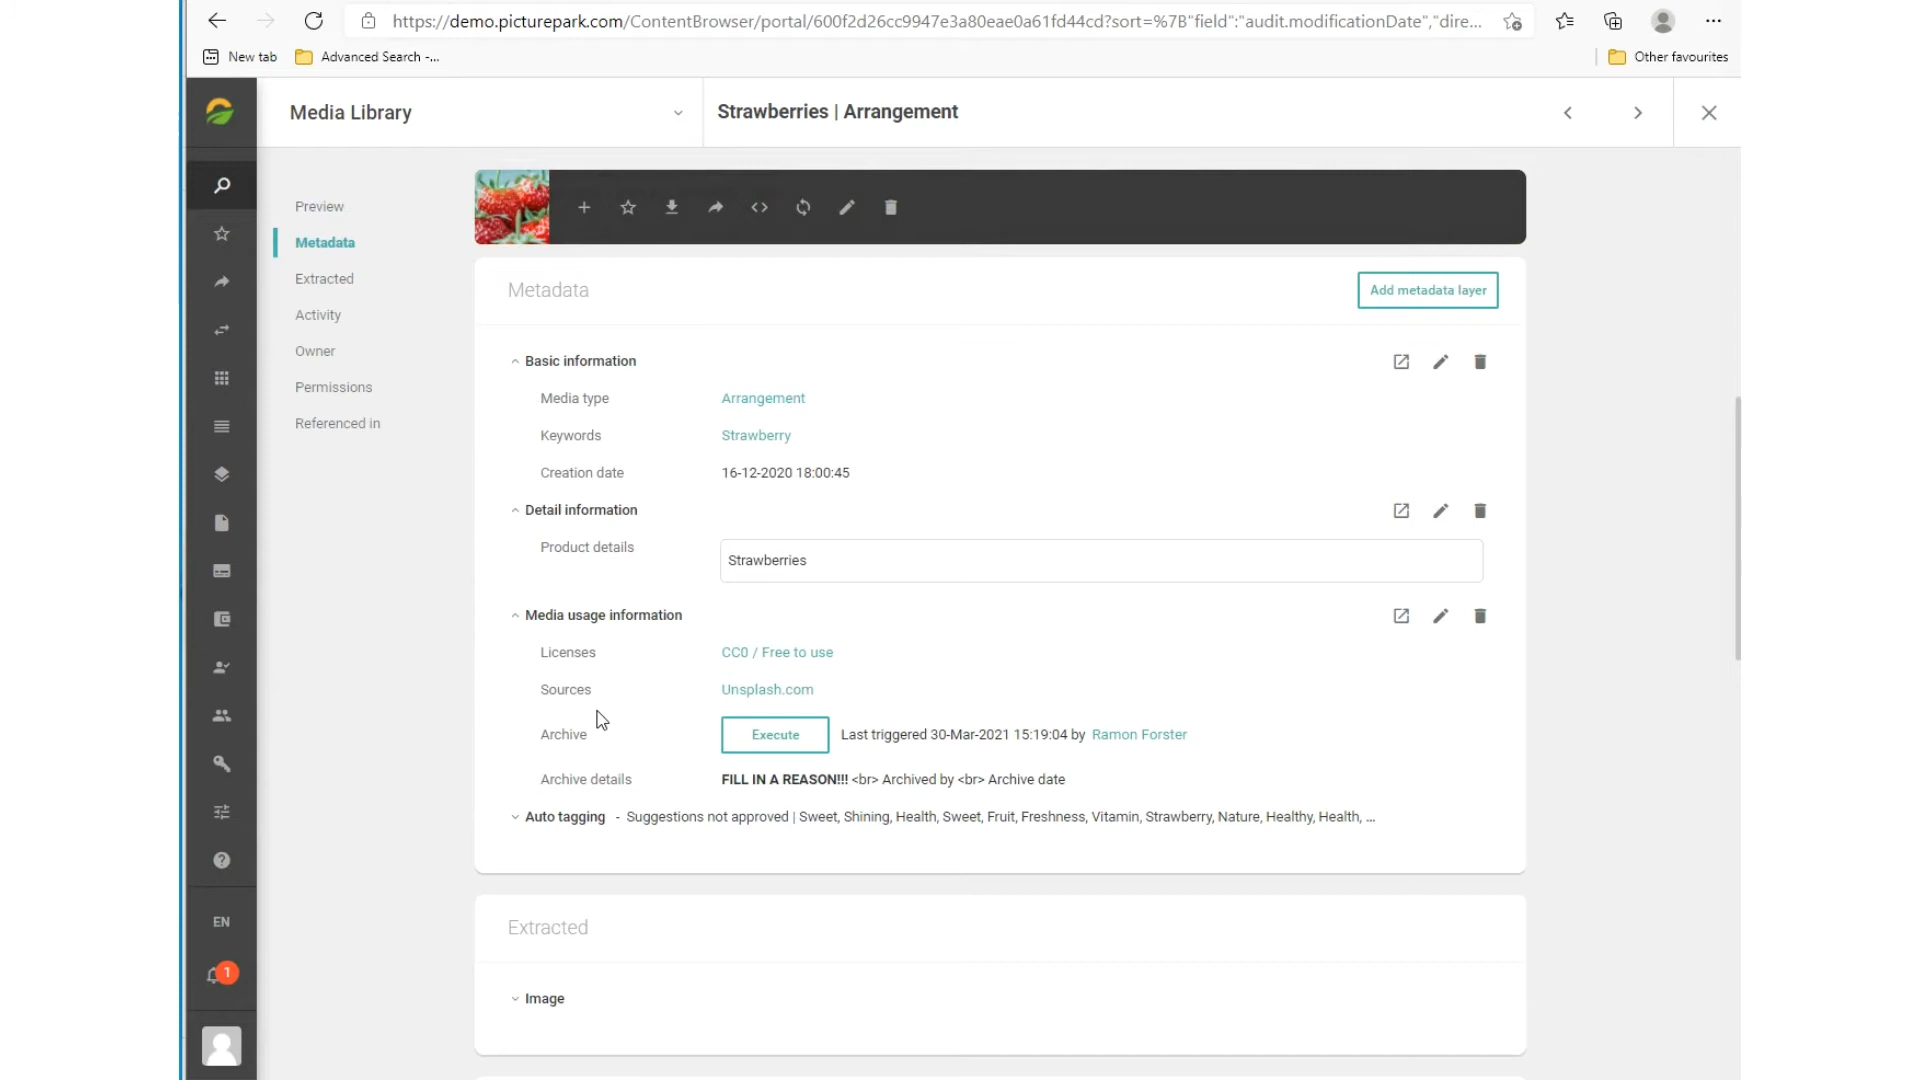 https://demo.picturepark.com/ContentBrowser/portal/600f2d26cc9947e3a80eae0a61fd44cd?sort=%7B"field":"audit.modificationDate","dire...
New tab
Advanced Search -...
Other favourites
Media Library
Strawberries | Arrangement
Preview
Metadata
Extracted
Activity
Owner
Permissions
Referenced in
Metadata
Add metadata layer
Basic information
Media type Arrangement
Keywords Strawberry
Creation date 16-12-2020 18:00:45
Detail information
Product details Strawberries
Media usage information
Licenses CC0 / Free to use
Sources Unsplash.com
Archive Execute Last triggered 30-Mar-2021 15:19:04 by Ramon Forster
Archive details FILL IN A REASON!!! <br> Archived by <br> Archive date
Auto tagging - Suggestions not approved | Sweet, Shining, Health, Sweet, Fruit, Freshness, Vitamin, Strawberry, Nature, Healthy, Health, ...
Extracted
Image
EN
1